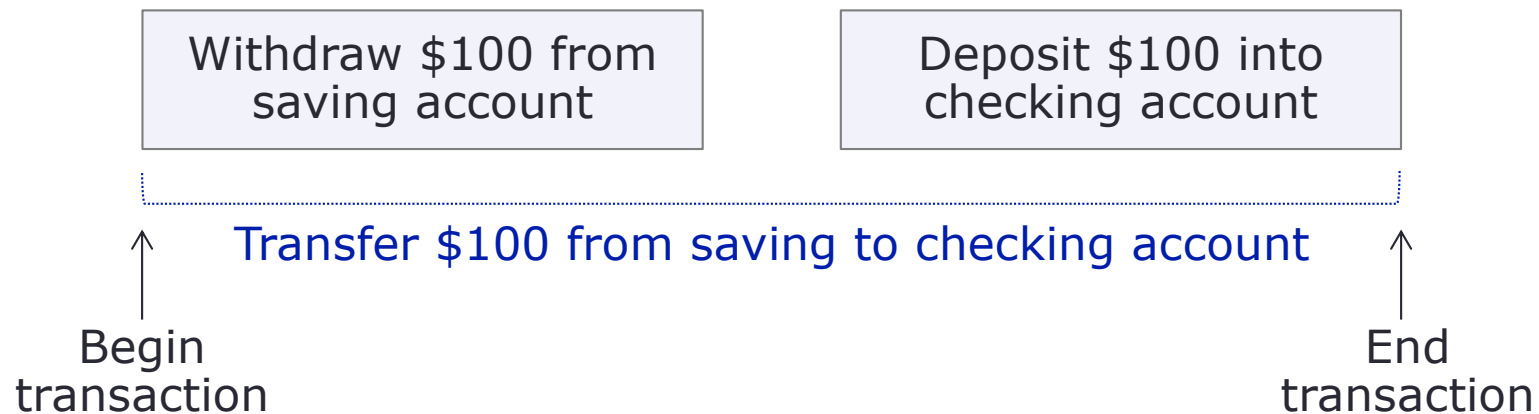 Withdraw $100 from
saving account
Deposit $100 into
checking account
Transfer $100 from saving to checking account
Begin
transaction
End
transaction